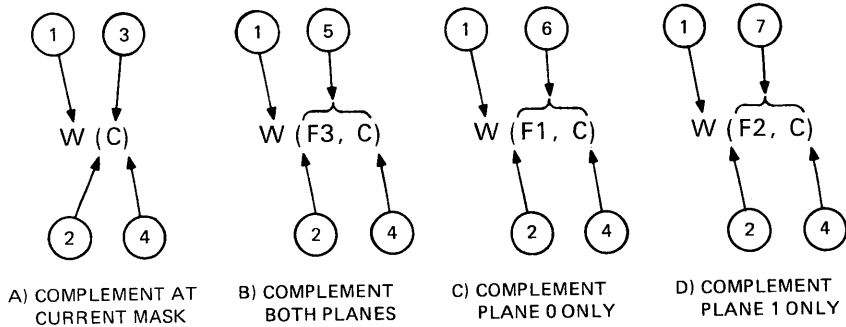 1 3 1 5 1 6 1 7
W (C) W (F3, C) W (F1, C) W (F2, C)
2 4 2 4 2 4 2 4
A) COMPLEMENT AT
CURRENT MASK
B) COMPLEMENT
BOTH PLANES
C) COMPLEMENT
PLANE 0 ONLY
D) COMPLEMENT
PLANE 1 ONLY